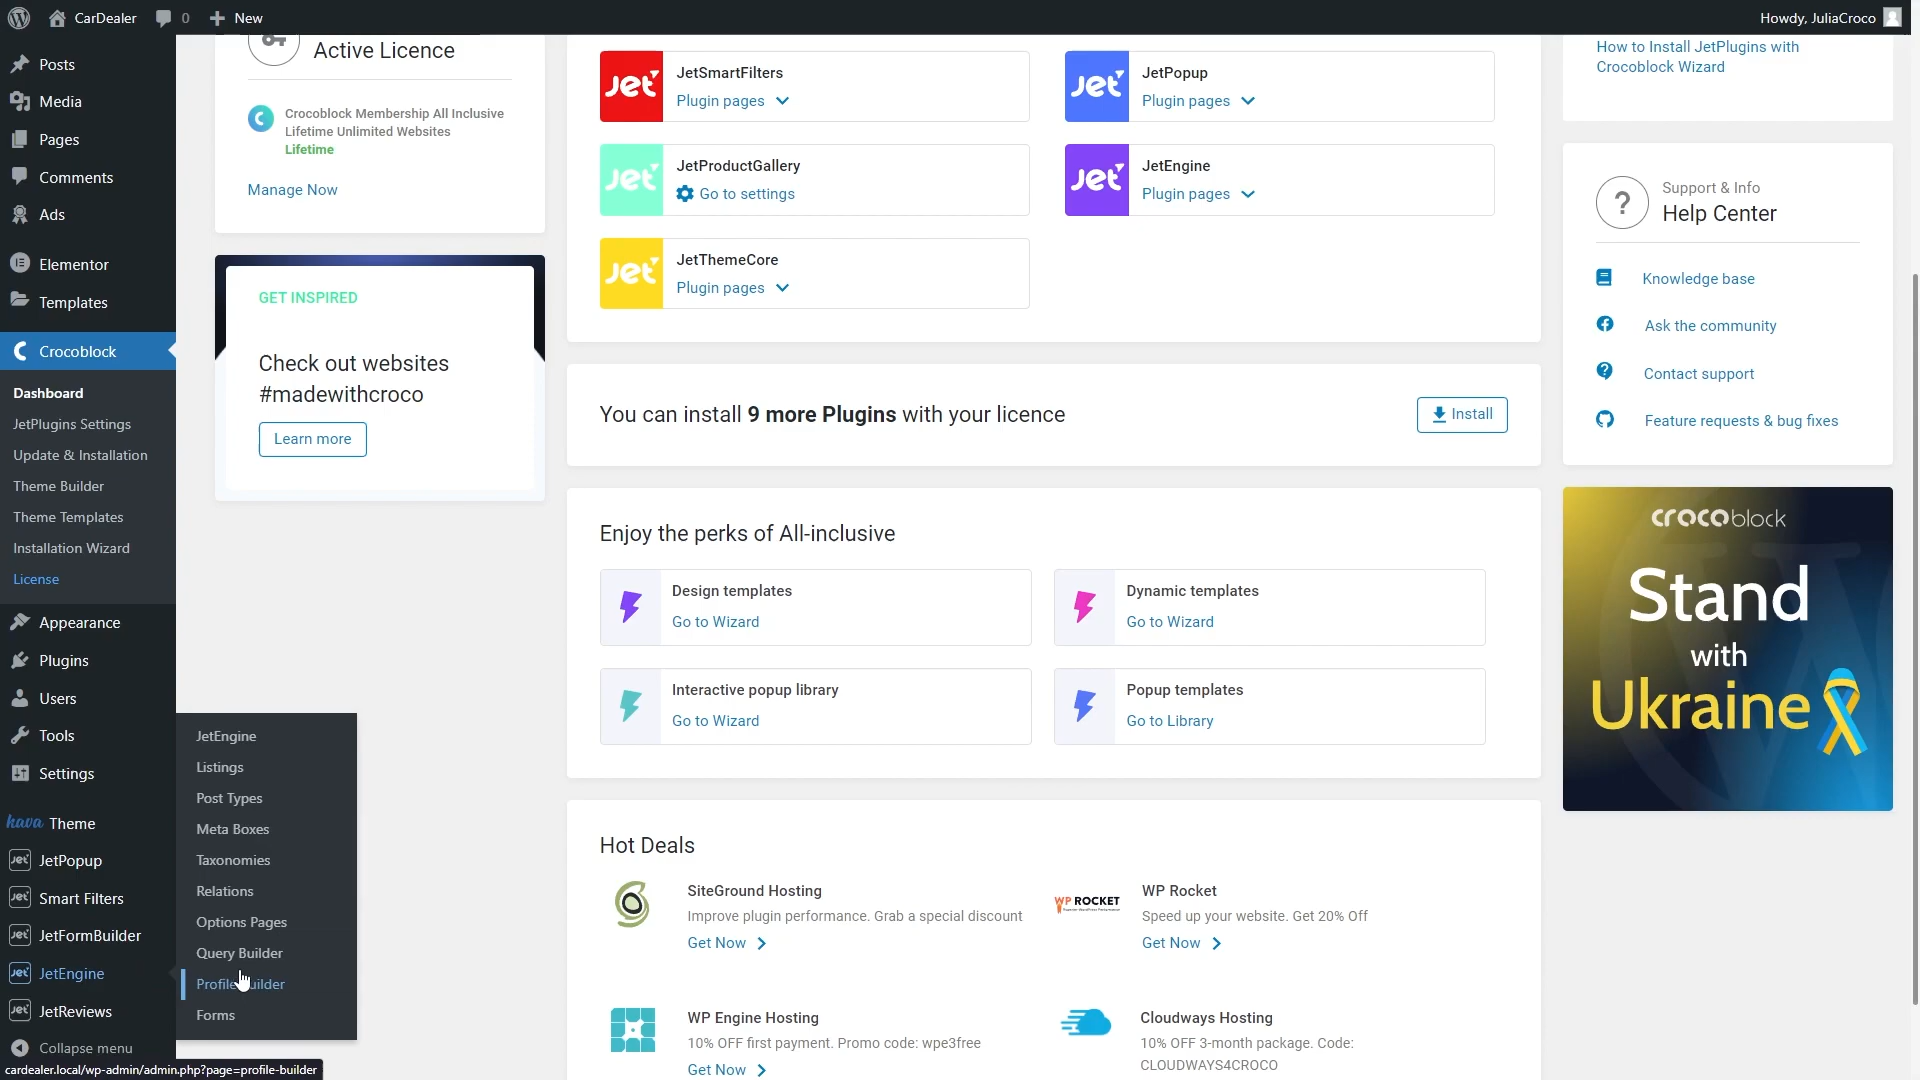 CarDealer
0
New
Howdy, JuliaCroco
Posts
Media
Pages
Comments
Ads
Elementor
Templates
Crocoblock
Dashboard
JetPlugins Settings
Update & Installation
Theme Builder
Theme Templates
Installation Wizard
License
Appearance
Plugins
Users
Tools
Settings
kava Theme
JetPopup
Smart Filters
JetFormBuilder
JetEngine
JetReviews
Collapse menu
JetEngine
Listings
Post Types
Meta Boxes
Taxonomies
Relations
Options Pages
Query Builder
Profile Builder
Forms
cardealer.local/wp-admin/admin.php?page=profile-builder
Active Licence
Crocoblock Membership All Inclusive
Lifetime Unlimited Websites
Lifetime
Manage Now
GET INSPIRED
Check out websites
#madewithcroco
Learn more
Jet
JetSmartFilters
Plugin pages
Jet
JetPopup
Plugin pages
Jet
JetProductGallery
Go to settings
Jet
JetEngine
Plugin pages
Jet
JetThemeCore
Plugin pages
You can install 9 more Plugins with your licence
Install
Enjoy the perks of All-inclusive
Design templates
Go to Wizard
Dynamic templates
Go to Wizard
Interactive popup library
Go to Wizard
Popup templates
Go to Library
Hot Deals
SiteGround Hosting
Improve plugin performance. Grab a special discount
Get Now
WP ROCKET
WP Rocket
Speed up your website. Get 20% Off
Get Now
WP Engine Hosting
10% OFF first payment. Promo code: wpe3free
Get Now
Cloudways Hosting
10% OFF 3-month package. Code:
CLOUDWAYS4CROCO
How to Install JetPlugins with
Crocoblock Wizard
Support & Info
Help Center
Knowledge base
Ask the community
Contact support
Feature requests & bug fixes
crocoblock
Stand
with
Ukraine